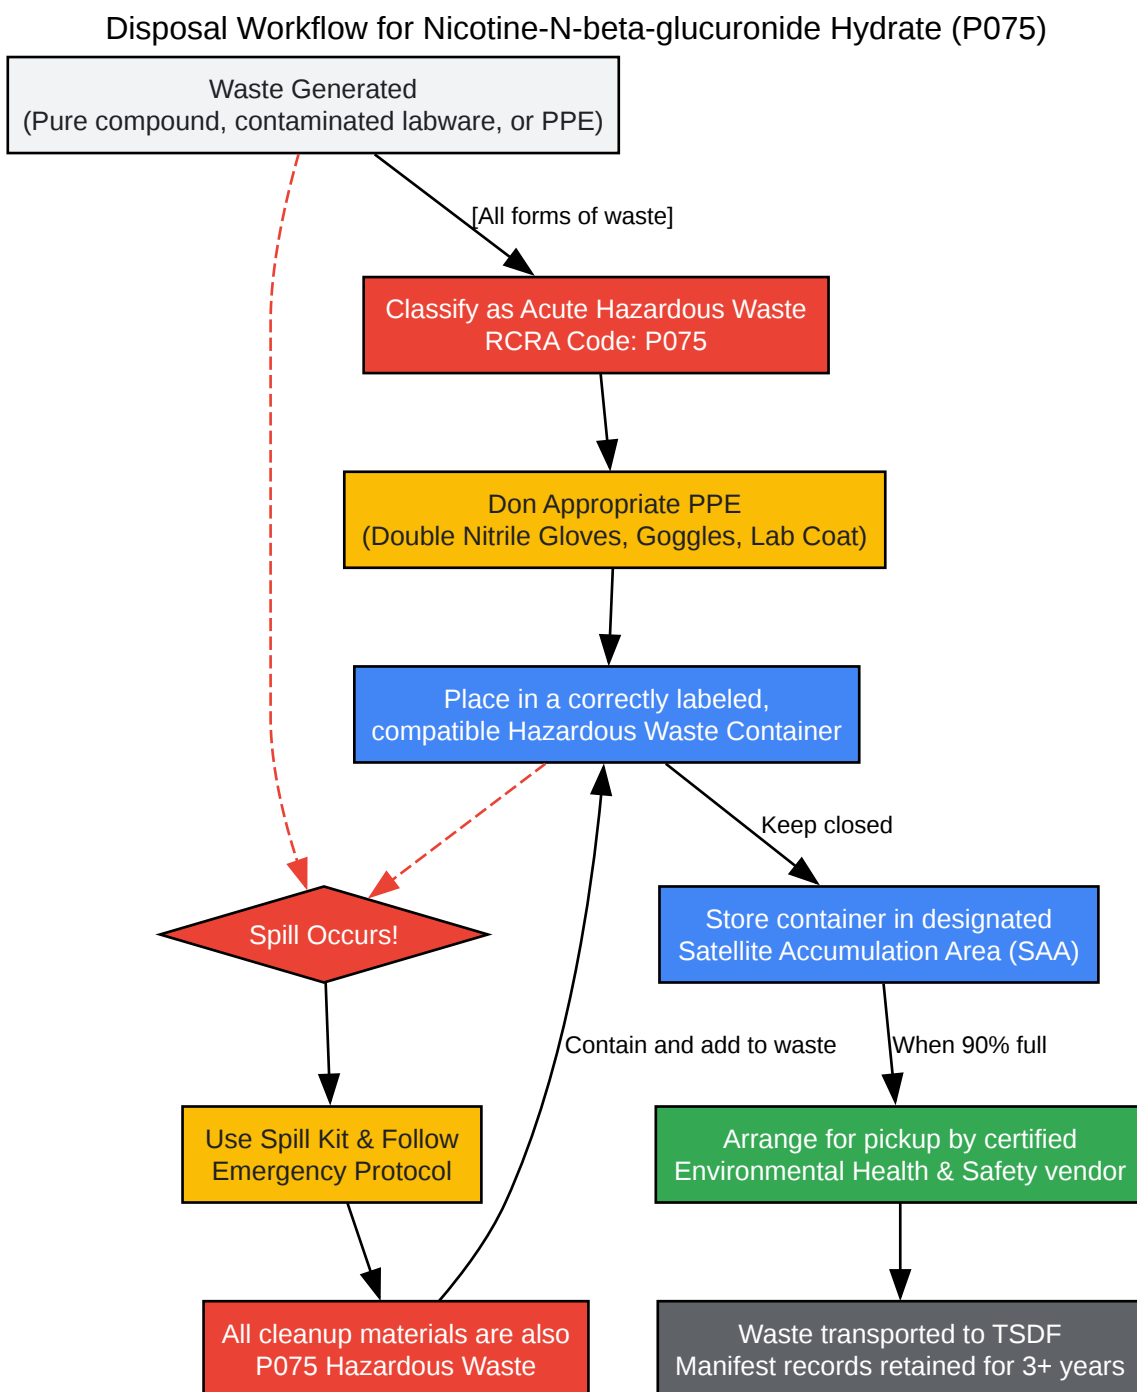 Disposal Workflow for Nicotine-N-beta-glucuronide Hydrate (P075)
Waste Generated
(Pure compound, contaminated labware, or PPE)
[All forms of waste]
Classify as Acute Hazardous Waste
RCRA Code: P075
Don Appropriate PPE
(Double Nitrile Gloves, Goggles, Lab Coat)
Place in a correctly labeled,
compatible Hazardous Waste Container
Keep closed
Spill Occurs!
Store container in designated
Satellite Accumulation Area (SAA)
Contain and add to waste
When 90% full
Use Spill Kit & Follow
Emergency Protocol
Arrange for pickup by certified
Environmental Health & Safety vendor
All cleanup materials are also
P075 Hazardous Waste
Waste transported to TSDF
Manifest records retained for 3+ years